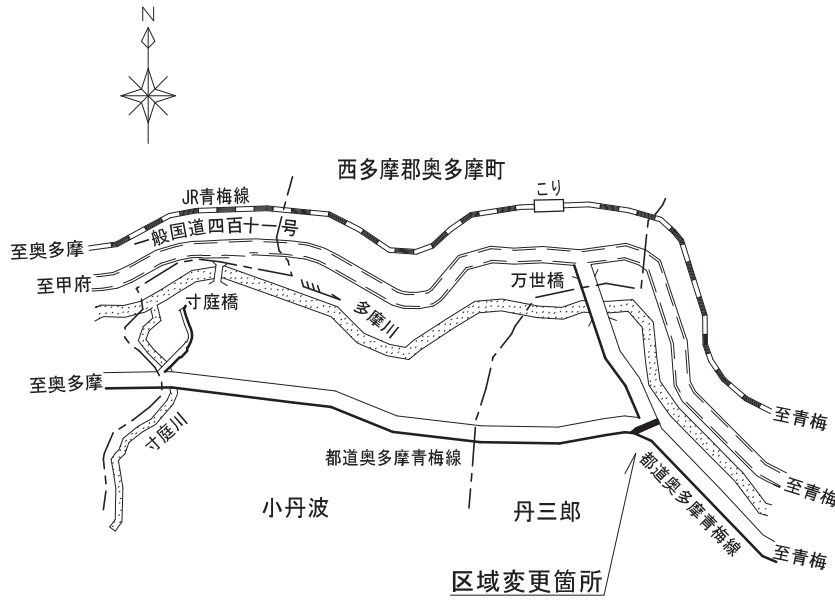 N
西多摩郡奥多摩町
JR青梅線
こり
一般国道四百十一号
至奥多摩
至甲府
万世橋
寸庭橋
多摩川
至奥多摩
至青梅
寸庭川
都道奥多摩青梅線
都道奥多摩青梅線
至青梅
小丹波
丹三郎
至青梅
区域変更箇所